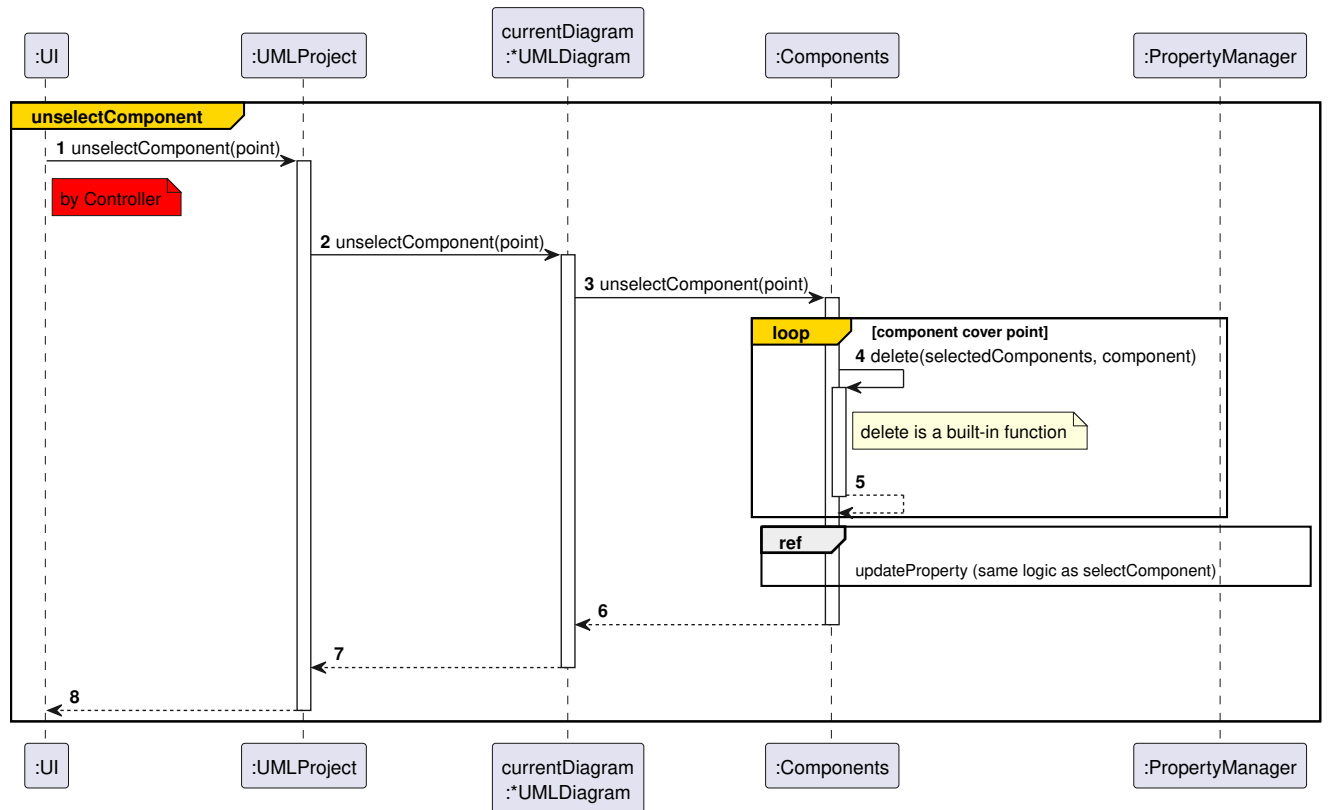 currentDiagram
:*UMLDiagram
:UI
:UMLProject
:Components
:PropertyManager
unselectComponent
1 unselectComponent(point)
by Controller
2 unselectComponent(point)
3 unselectComponent(point)
loop
[component cover point]
4 delete(selectedComponents, component)
delete is a built-in function
5
ref
updateProperty (same logic as selectComponent)
6
7
8
:UI
:UMLProject
currentDiagram
:*UMLDiagram
:Components
:PropertyManager